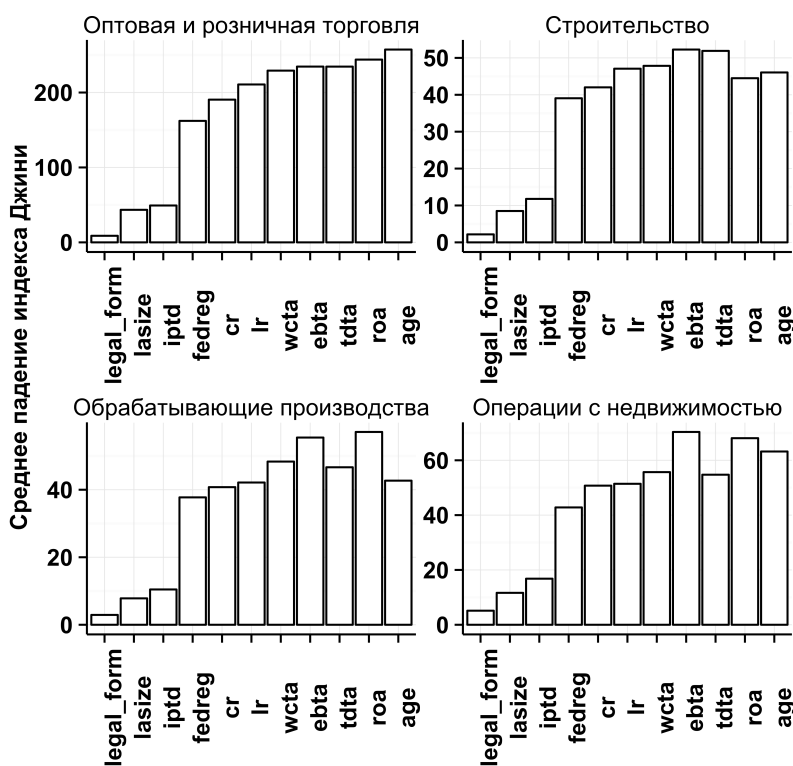 Среднее падение индекса Джини
Оптовая и розничная торговля
200
100
0
legal_form
lasize
iptd
fedreg
cr
lr
wcta
ebta
tdta
roa
age
Строительство
50
40
30
20
10
0
legal_form
lasize
iptd
fedreg
cr
lr
wcta
ebta
tdta
roa
age
Обрабатывающие производства
40
20
0
legal_form
lasize
iptd
fedreg
cr
lr
wcta
ebta
tdta
roa
age
Операции с недвижимостью
60
40
20
0
legal_form
lasize
iptd
fedreg
cr
lr
wcta
ebta
tdta
roa
age